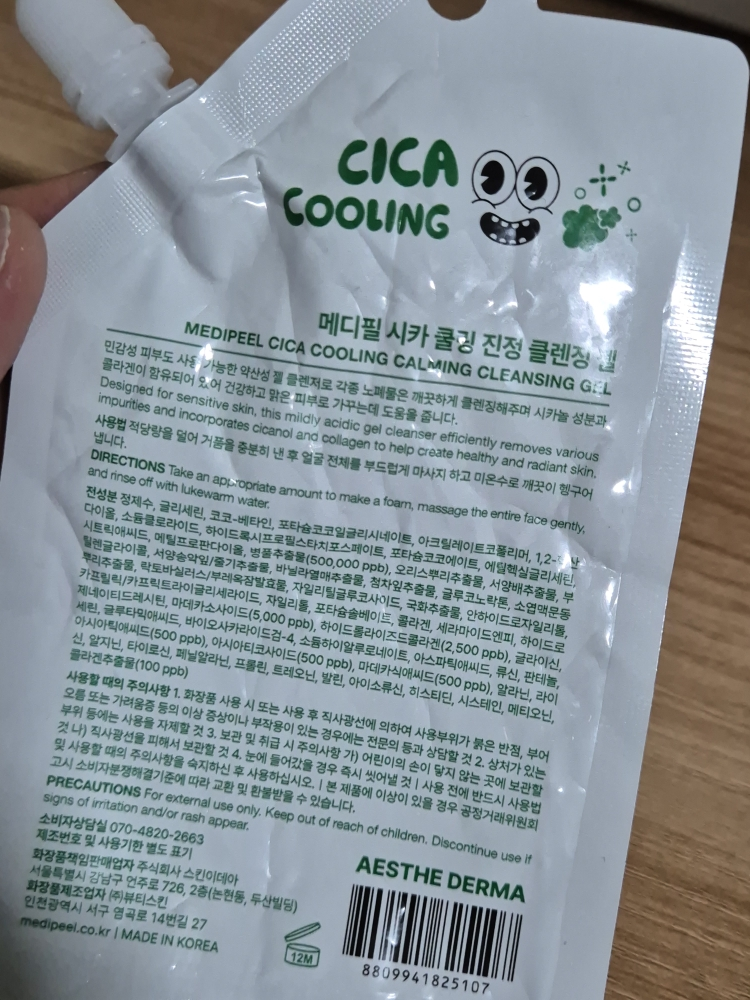 CICA
COOLING
메디필 시카 쿨링 진정 클렌징 젤
MEDIPEEL CICA COOLING CALMING CLEANSING GEL
민감성 피부도 사용 가능한 약산성 젤 클렌저로 각종 노폐물은 깨끗하게 클렌징해주며 시카놀 성분과
콜라겐이 함유되어 있어 건강하고 맑은 피부로 가꾸는데 도움을 줍니다.
Designed for sensitive skin, this mildly acidic gel cleanser efficiently removes various
impurities and incorporates cicanol and collagen to help create healthy and radiant skin.
사용법 적당량을 덜어 거품을 충분히 낸 후 얼굴 전체를 부드럽게 마사지 하고 미온수로 깨끗이 헹구어
냅니다.
DIRECTIONS Take an appropriate amount to make a foam, massage the entire face gently,
and rinse off with lukewarm water.
전성분 정제수, 글리세린, 코코-베타인, 포타슘코코일글리시네이트, 아크릴레이트코폴리머, 1,2-헥산
다이올, 소듐클로라이드, 하이드록시프로필스타치포스페이트, 포타슘코코에이트, 에틸헥실글리세린,
시트릭애씨드, 메틸프로판다이올, 병풀추출물(500,000 ppb), 오리스뿌리추출물, 서양배추출물, 부
틸렌글라이콜, 서양송악잎/줄기추출물, 바닐라열매추출물, 청차잎추출물, 글루코노락톤, 소엽맥문동
뿌리추출물, 락토바실러스/부레옥잠발효물, 자일리틸글루코사이드, 국화추출물, 안하이드로자일리톨,
카프릴릭/카프릭트라이글리세라이드, 자일리톨, 포타슘솔베이트, 콜라겐, 세라마이드엔피, 하이드로
제네이티드레시틴, 마데카소사이드(5,000 ppb), 하이드롤라이즈드콜라겐(2,500 ppb), 글라이신,
세린, 글루타믹애씨드, 바이오사카라이드검-4, 소듐하이알루로네이트, 아스파틱애씨드, 류신, 판테놀,
아시아틱애씨드(500 ppb), 아시아티코사이드(500 ppb), 마데카식애씨드(500 ppb), 알라닌, 라이
신, 알지닌, 타이로신, 페닐알라닌, 프롤린, 트레오닌, 발린, 아이소류신, 히스티딘, 시스테인, 메티오닌,
콜라겐추출물(100 ppb)
사용할 때의 주의사항 1. 화장품 사용 시 또는 사용 후 직사광선에 의하여 사용부위가 붉은 반점, 부어
오름 또는 가려움증 등의 이상 증상이나 부작용이 있는 경우에는 전문의 등과 상담할 것 2. 상처가 있는
부위 등에는 사용을 자제할 것 3. 보관 및 취급 시 주의사항 가) 어린이의 손이 닿지 않는 곳에 보관할
것 나) 직사광선을 피해서 보관할 것 4. 눈에 들어갔을 경우 즉시 씻어낼 것 | 사용 전에 반드시 사용법
및 사용할 때의 주의사항을 숙지하신 후 사용하십시오. | 본 제품에 이상이 있을 경우 공정거래위원회
고시 소비자분쟁해결기준에 따라 교환 및 환불받을 수 있습니다.
PRECAUTIONS For external use only. Keep out of reach of children. Discontinue use if
signs of irritation and/or rash appear.
소비자상담실 070-4820-2663
제조번호 및 사용기한 별도 표기
화장품책임판매업자 주식회사 스킨이데아
서울특별시 강남구 언주로 726, 2층(논현동, 두산빌딩)
화장품제조업자 ㈜뷰티스킨
인천광역시 서구 염곡로 14번길 27
medipeel.co.kr | MADE IN KOREA
12M
AESTHE DERMA
8809941825107